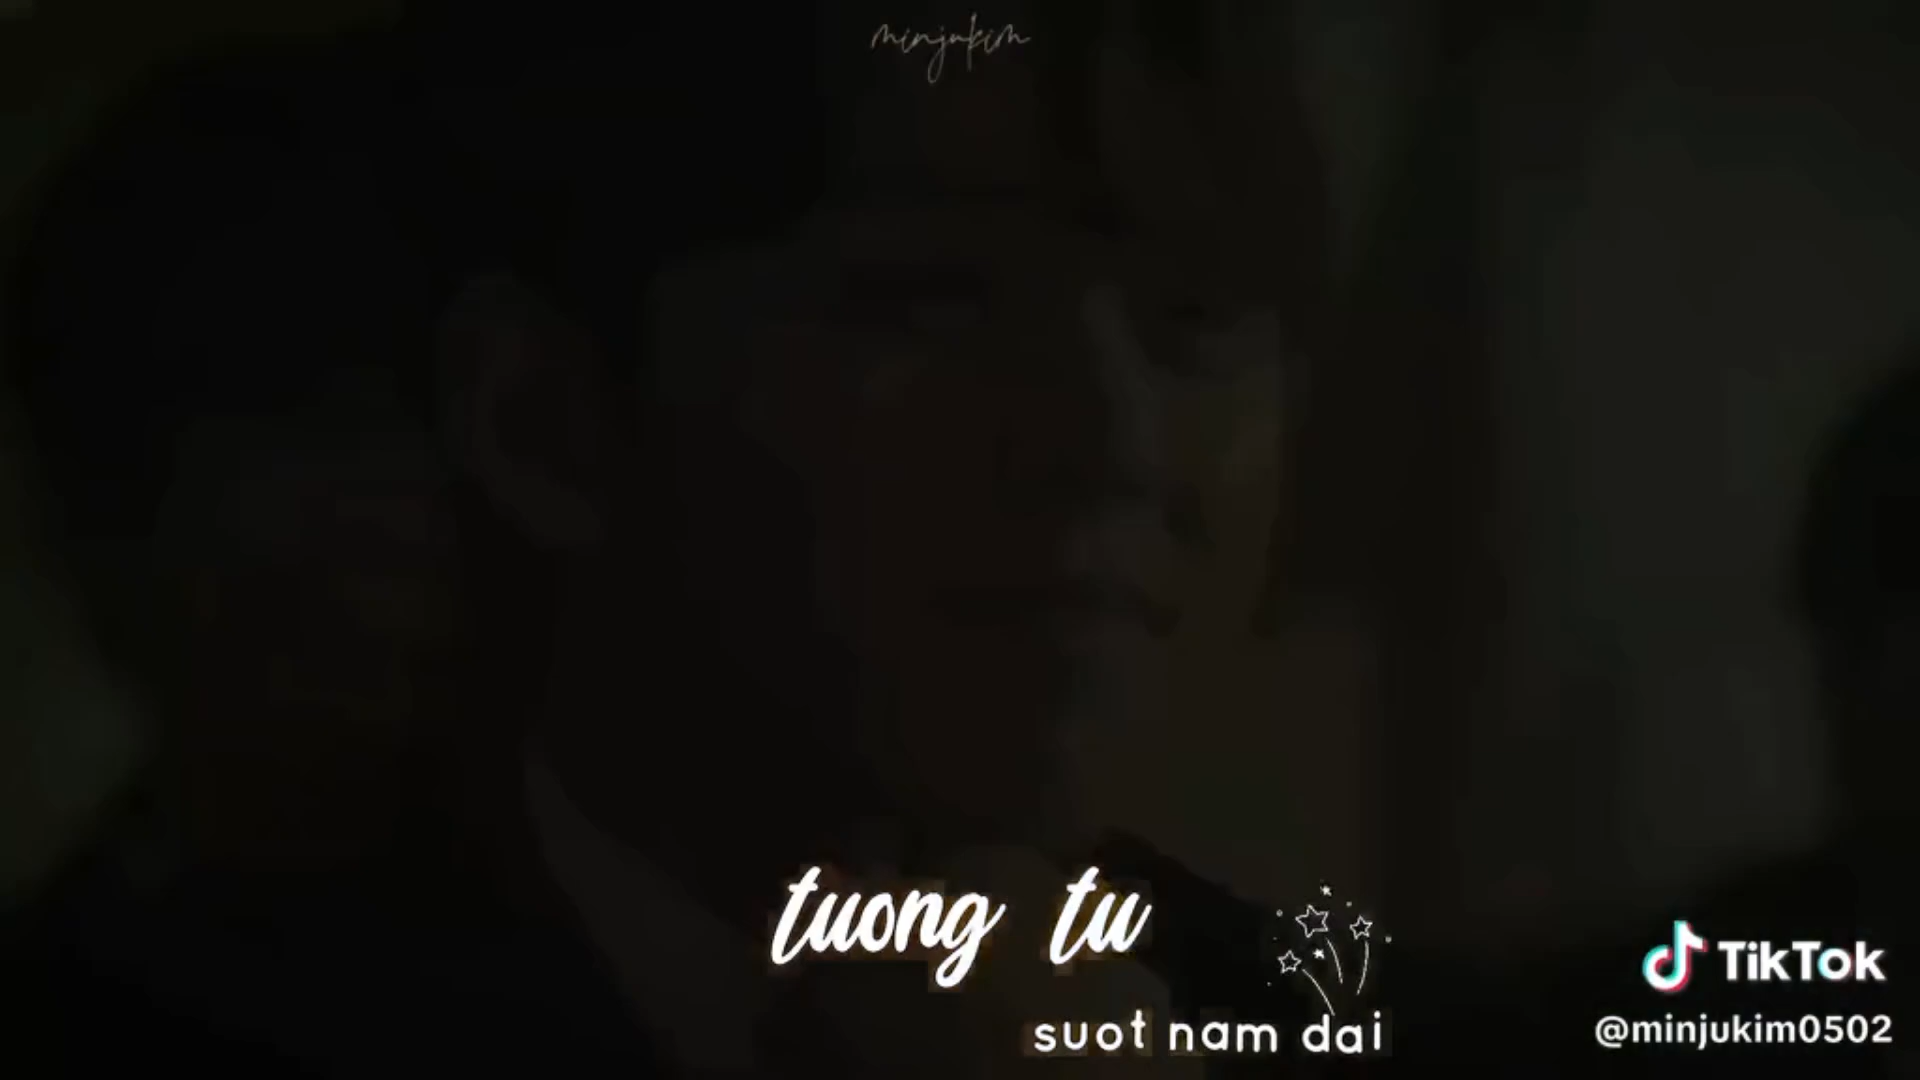 minjukim
tuong tu
suot nam dai
TikTok
@minjukim0502